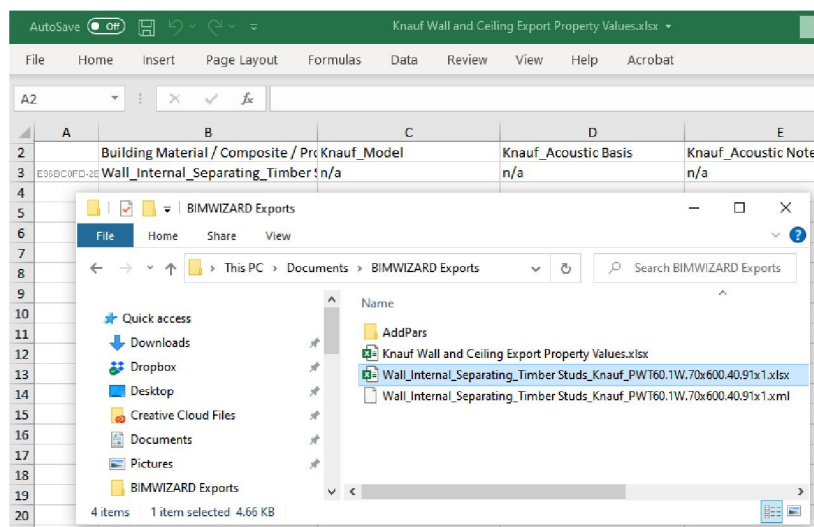 AutoSave Off Knauf Wall and Ceiling Export Property Values.xlsx
File Home Insert Page Layout Formulas Data Review View Help Acrobat
A2 fx
A B C D E
2 Building Material / Composite / Pro Knauf_Model Knauf_Acoustic Basis Knauf_Acoustic Note
3 Wall_Internal_Separating_Timber S n/a n/a n/a
4
5 BIMWIZARD Exports
6 File Home Share View ?
7
8 This PC > Documents > BIMWIZARD Exports Search BIMWIZARD Exports
9
10 Name
Quick access
11 AddPars
Downloads
12 Knauf Wall and Ceiling Export Property Values.xlsx
Dropbox
13 Wall_Internal_Separating_Timber Studs_Knauf_PWT60.1W.70x600.40.91x1.xlsx
14 Desktop Wall_Internal_Separating_Timber Studs_Knauf_PWT60.1W.70x600.40.91x1.xml
15 Creative Cloud Files
16 Documents
17 Pictures
18
BIMWIZARD Exports
19
20 4 items 1 item selected 4.66 KB